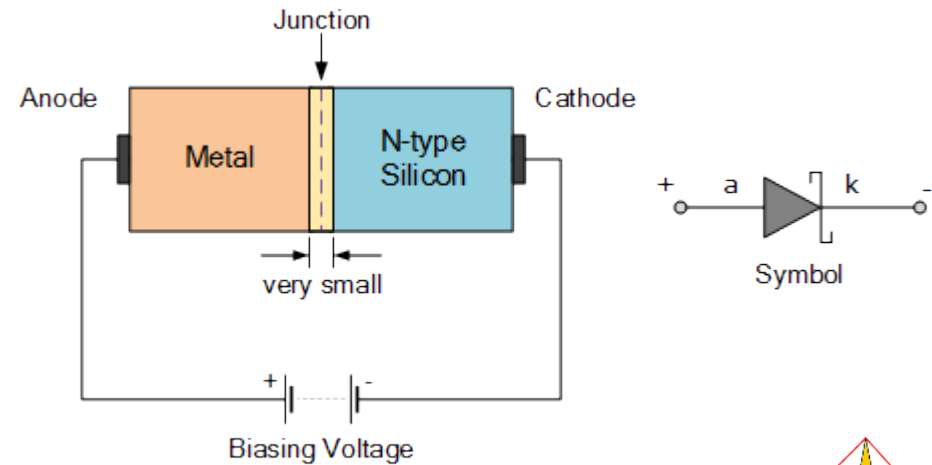 Junction
Anode
Cathode
Metal
N-type
Silicon
very small
+ -
Biasing Voltage
+ a k -
Symbol